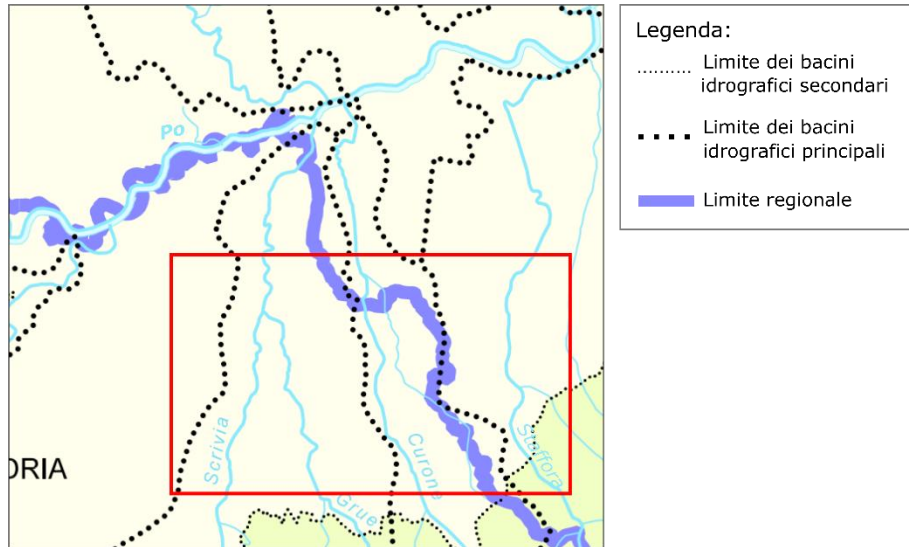 Po
Scrivia
Grue
Curone
Staffora
ORIA
Legenda:
Limite dei bacini
idrografici secondari
Limite dei bacini
idrografici principali
Limite regionale